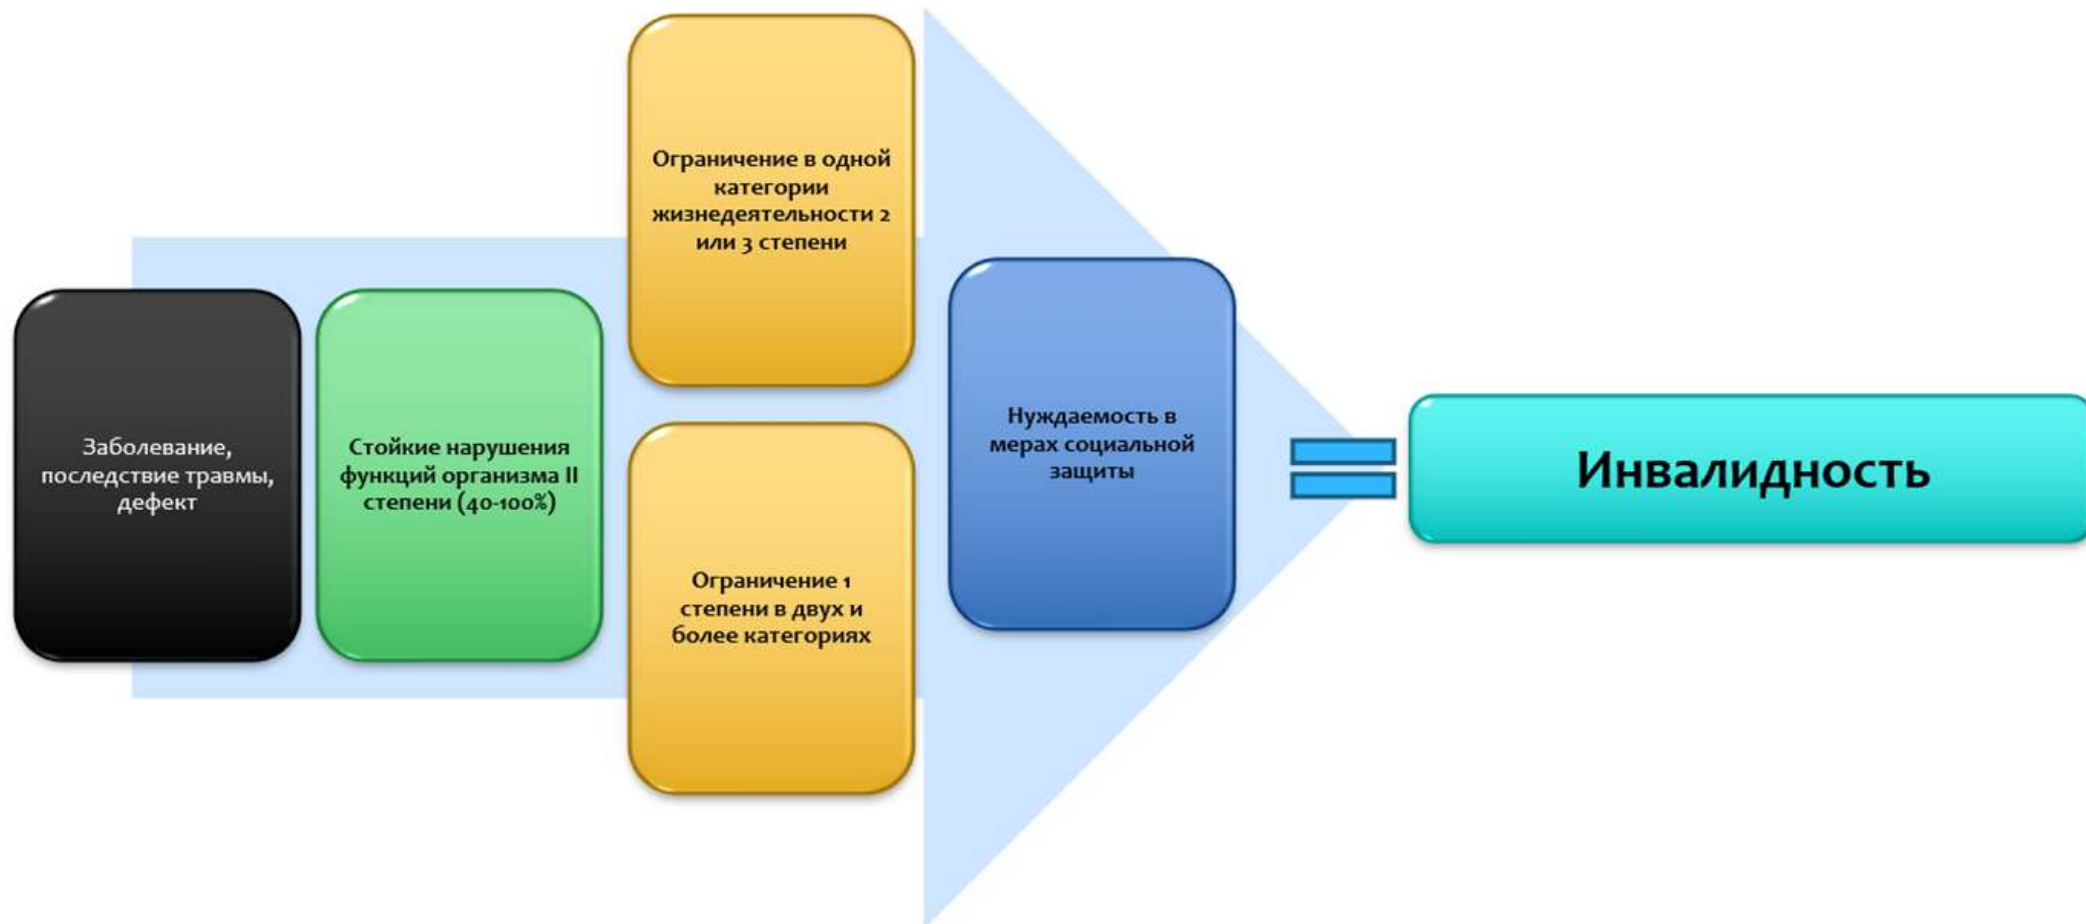 Заболевание,
последствие травмы,
дефект
Стойкие нарушения
функций организма II
степени (40-100%)
Ограничение в одной
категории
жизнедеятельности 2
или 3 степени
Ограничение 1
степени в двух и
более категориях
Нуждаемость в
мерах социальной
защиты
Инвалидность